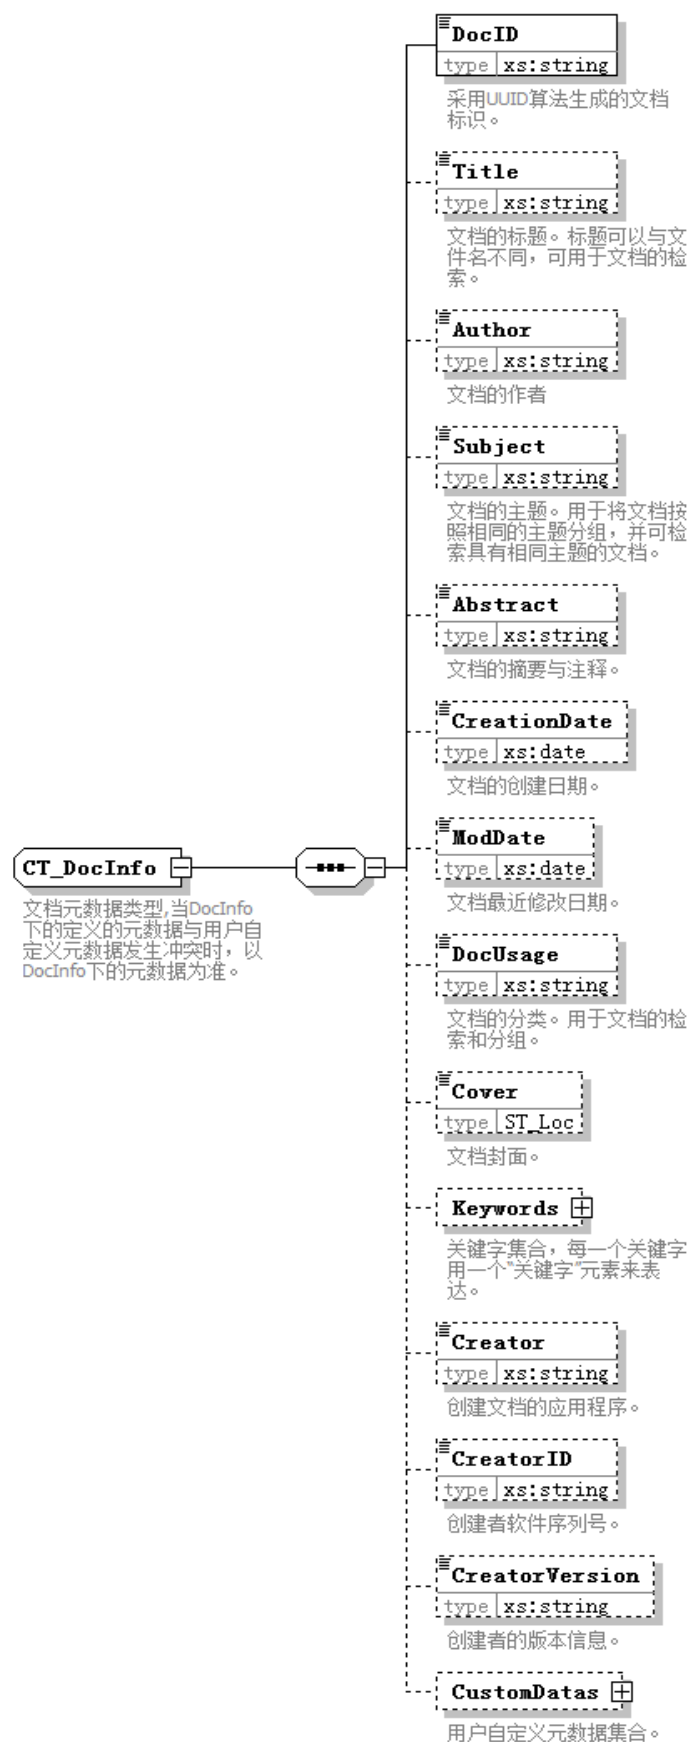 DocID
type xs:string
采用UUID算法生成的文档
标识。
Title
type xs:string
文档的标题。标题可以与文
件名不同，可用于文档的检
索。
Author
type xs:string
文档的作者
Subject
type xs:string
文档的主题。用于将文档按
照相同的主题分组，并可检
索具有相同主题的文档。
Abstract
type xs:string
文档的摘要与注释。
CreationDate
type xs:date
文档的创建日期。
ModDate
type xs:date
文档最近修改日期。
CT_DocInfo
文档元数据类型,当DocInfo
下的定义的元数据与用户自
定义元数据发生冲突时，以
DocInfo下的元数据为准。
DocUsage
type xs:string
文档的分类。用于文档的检
索和分组。
Cover
type ST_Loc
文档封面。
Keywords
关键字集合，每一个关键字
用一个“关键字”元素来表
达。
Creator
type xs:string
创建文档的应用程序。
CreatorID
type xs:string
创建者软件序列号。
CreatorVersion
type xs:string
创建者的版本信息。
CustomDatas
用户自定义元数据集合。